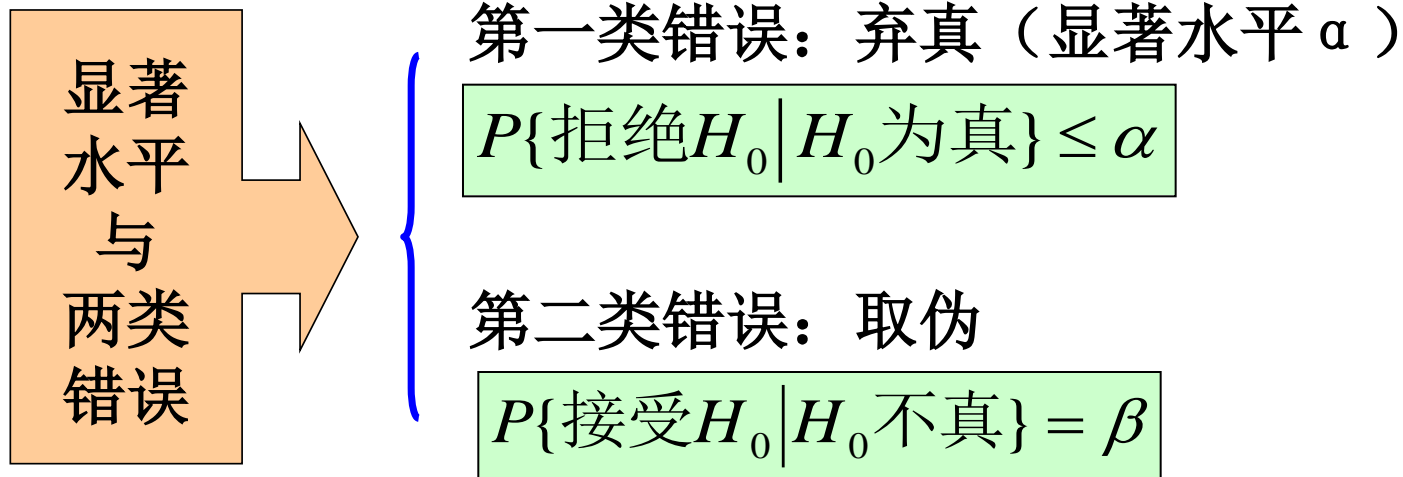 显著
水平
与
两类
错误
第一类错误：弃真（显著水平α）
P{拒绝H₀|H₀为真}≤α
第二类错误：取伪
P{接受H₀|H₀不真}=β